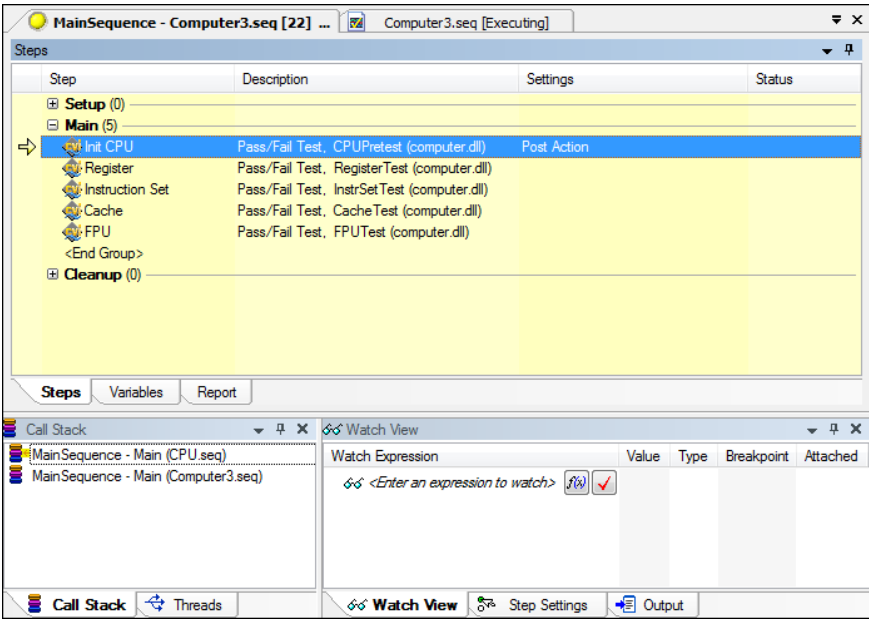 MainSequence - Computer3.seq [22] ... Computer3.seq [Executing]
Steps
Step Description Settings Status
Setup (0)
Main (5)
Init CPU Pass/Fail Test, CPUPretest (computer.dll) Post Action
Register Pass/Fail Test, RegisterTest (computer.dll)
Instruction Set Pass/Fail Test, InstrSetTest (computer.dll)
Cache Pass/Fail Test, CacheTest (computer.dll)
FPU Pass/Fail Test, FPUTest (computer.dll)
<End Group>
Cleanup (0)
Steps Variables Report
Call Stack
MainSequence - Main (CPU.seq)
MainSequence - Main (Computer3.seq)
Call Stack Threads
Watch View
Watch Expression Value Type Breakpoint Attached
<Enter an expression to watch> f(x)
Watch View Step Settings Output